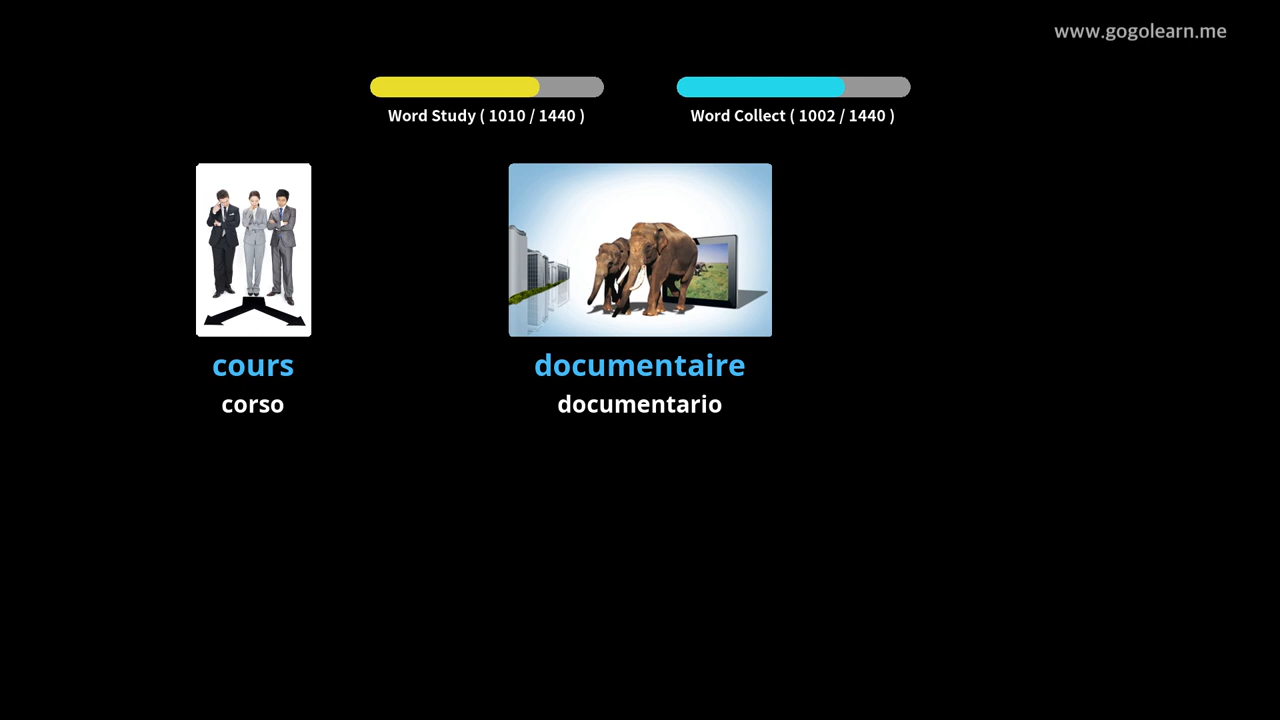 www.gogolearn.me
Word Study ( 1010 / 1440 )
Word Collect ( 1002 / 1440 )
cours
documentaire
corso
documentario